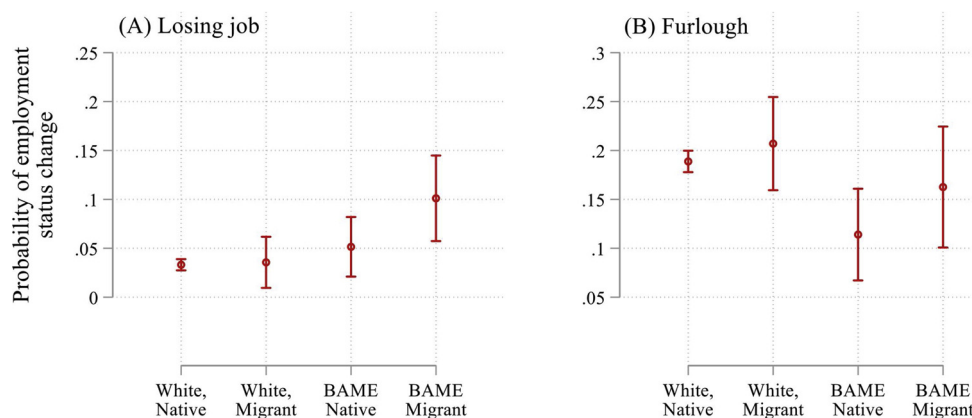 (A) Losing job
Probability of employment
status change
.25
.2
.15
.1
.05
0
White,
Native
White,
Migrant
BAME
Native
BAME
Migrant
(B) Furlough
.3
.25
.2
.15
.1
.05
White,
Native
White,
Migrant
BAME
Native
BAME
Migrant